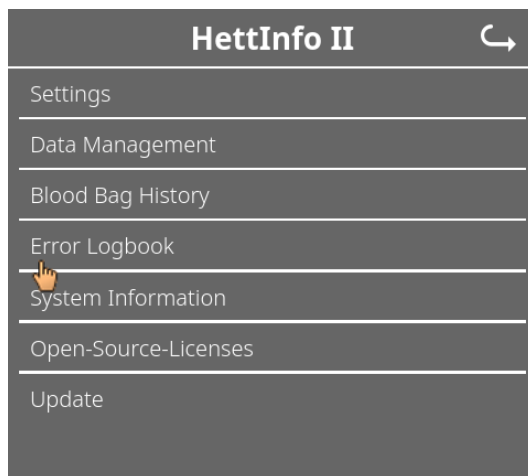 HettInfo II
Settings
Data Management
Blood Bag History
Error Logbook
System Information
Open-Source-Licenses
Update